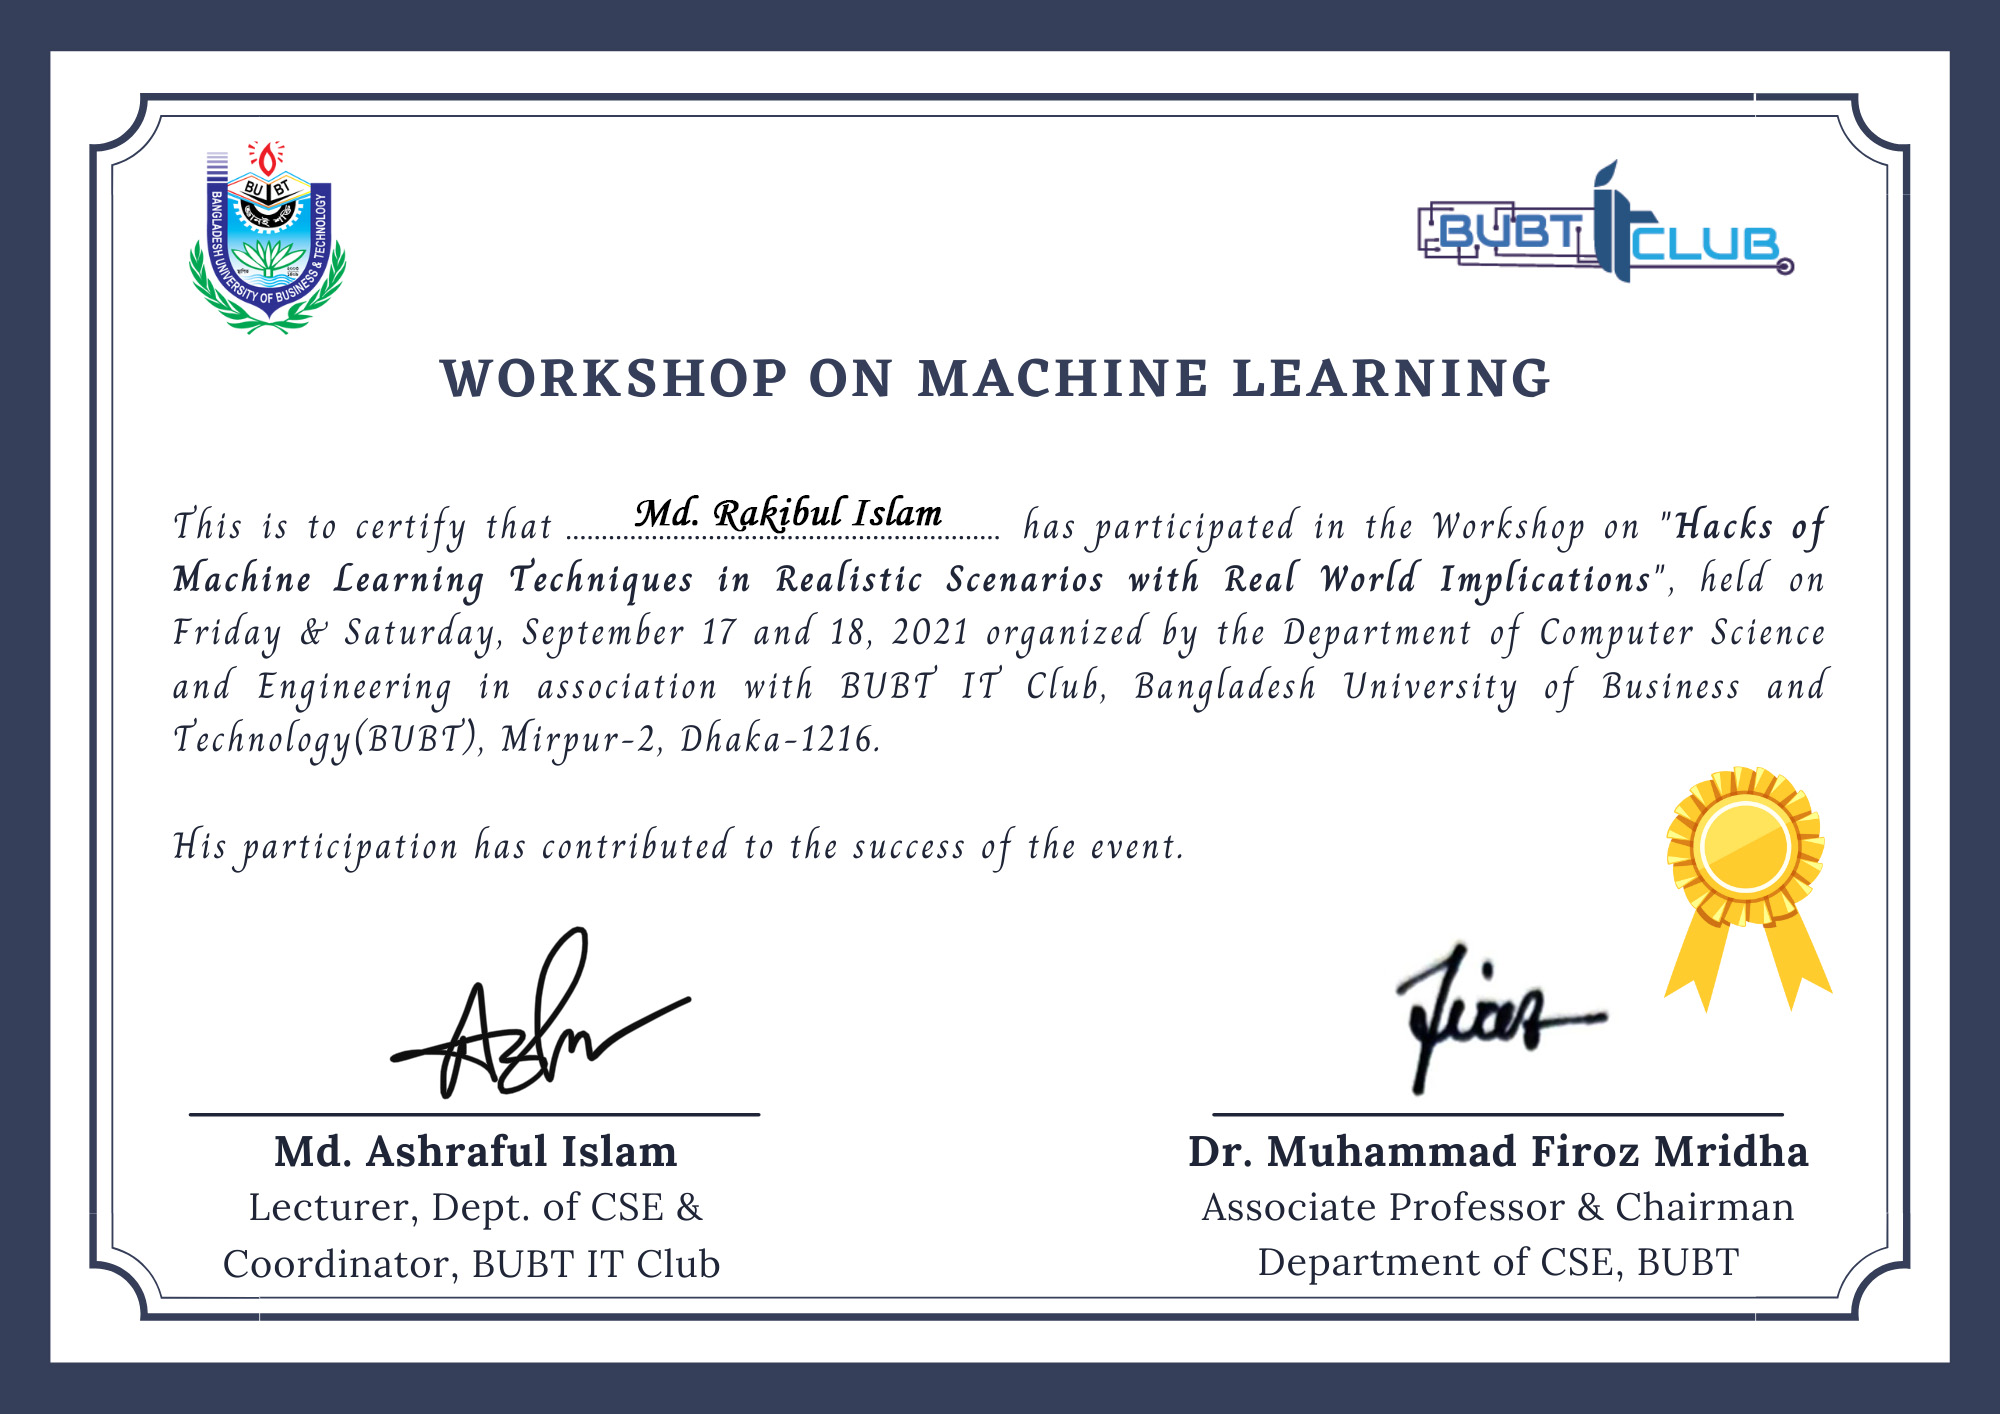 BU BT
জ্ঞানই শক্তি
স্থাপিত ২০০৩
BANGLADESH UNIVERSITY OF BUSINESS & TECHNOLOGY
BUBT IT CLUB
WORKSHOP ON MACHINE LEARNING
This is to certify that Md. Rakibul Islam has participated in the Workshop on "Hacks of
Machine Learning Techniques in Realistic Scenarios with Real World Implications", held on
Friday & Saturday, September 17 and 18, 2021 organized by the Department of Computer Science
and Engineering in association with BUBT IT Club, Bangladesh University of Business and
Technology(BUBT), Mirpur-2, Dhaka-1216.
His participation has contributed to the success of the event.
Firoz
Md. Ashraful Islam
Lecturer, Dept. of CSE &
Coordinator, BUBT IT Club
Dr. Muhammad Firoz Mridha
Associate Professor & Chairman
Department of CSE, BUBT